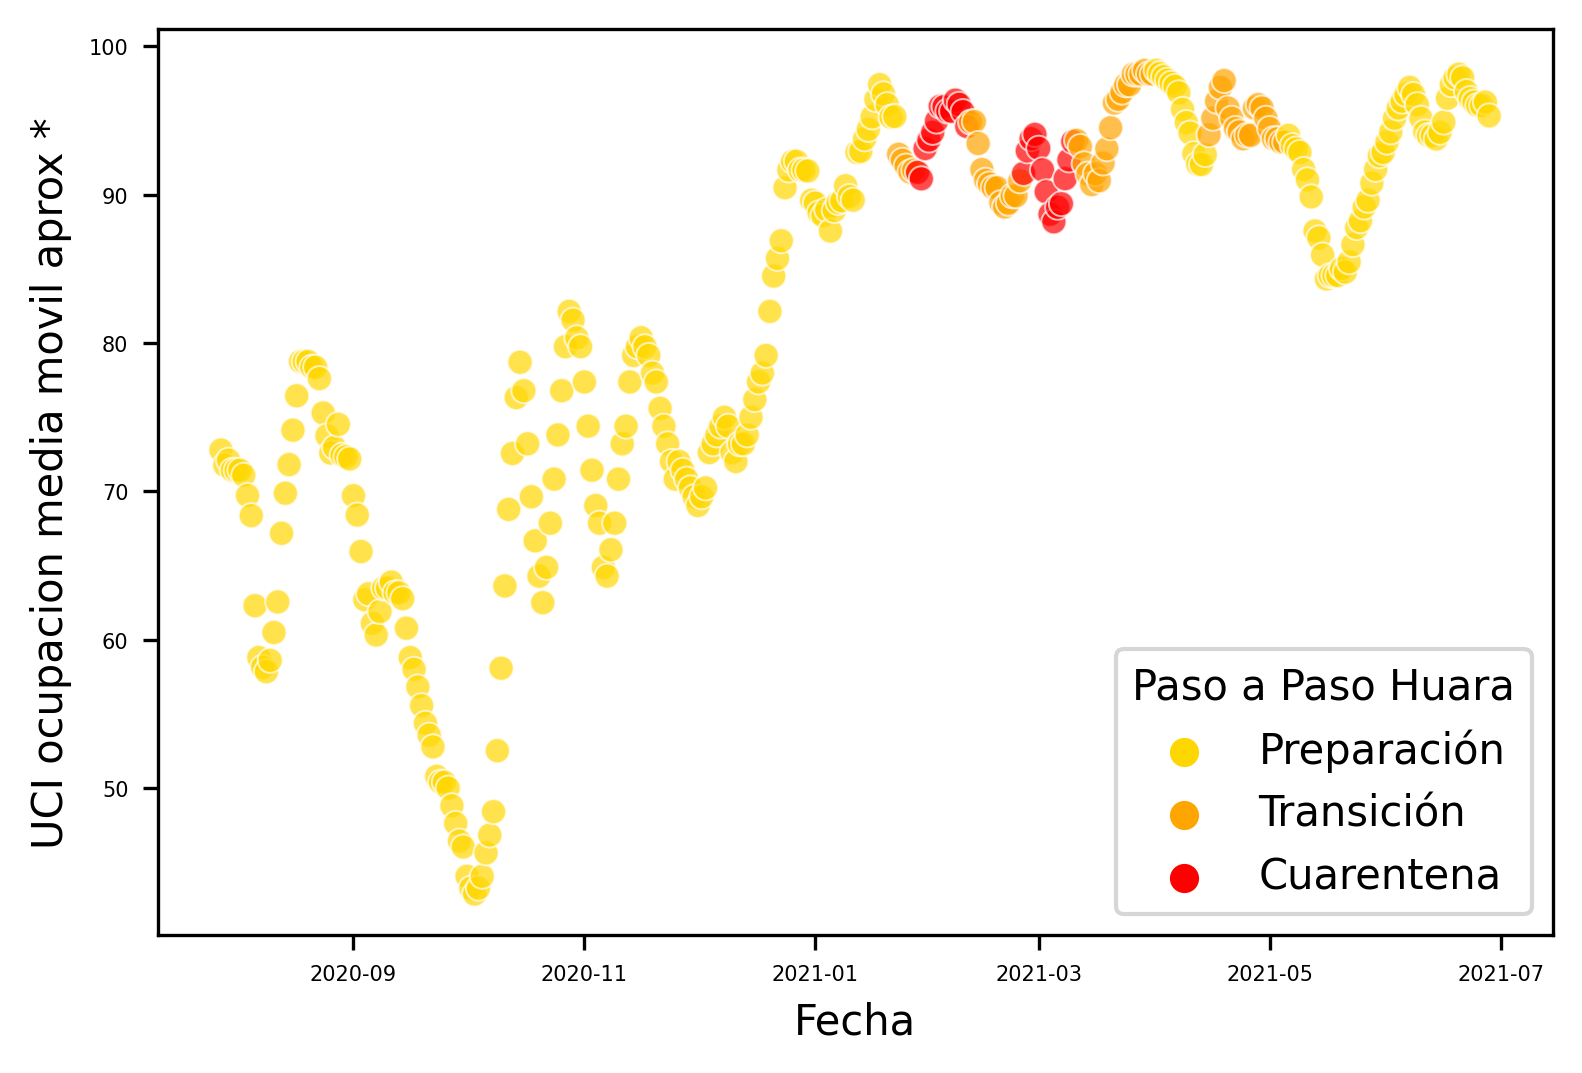 UCI ocupacion media movil aprox *
100
90
80
70
60
50
2020-09
2020-11
2021-01
2021-03
2021-05
2021-07
Fecha
Paso a Paso Huara
Preparación
Transición
Cuarentena